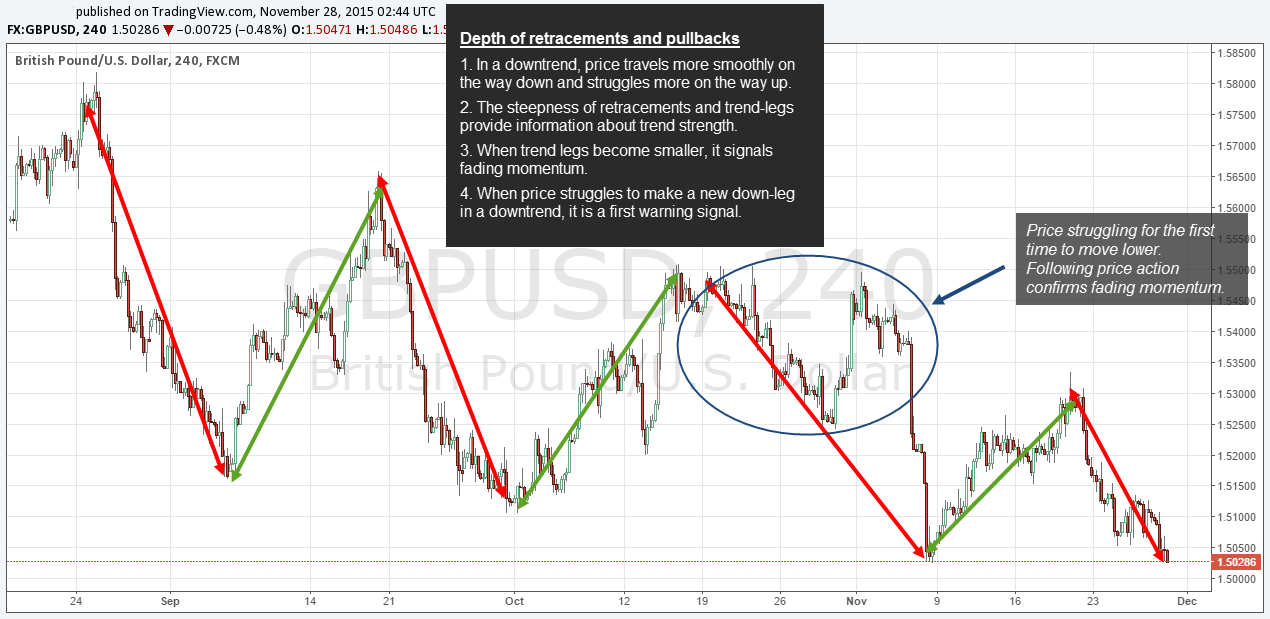 published on TradingView.com, November 28, 2015 02:44 UTC
FX:GBPUSD, 240 1.50286 ▼ −0.00725 (−0.48%) O:1.50471 H:1.50486 L:1.5
British Pound/U.S. Dollar, 240, FXCM
Depth of retracements and pullbacks
1. In a downtrend, price travels more smoothly on
the way down and struggles more on the way up.
2. The steepness of retracements and trend-legs
provide information about trend strength.
3. When trend legs become smaller, it signals
fading momentum.
4. When price struggles to make a new down-leg
in a downtrend, it is a first warning signal.
Price struggling for the first
time to move lower.
Following price action
confirms fading momentum.
GBPUSD, 240
British Pound/U.S. Dollar
1.58500
1.58000
1.57500
1.57000
1.56500
1.56000
1.55500
1.55000
1.54500
1.54000
1.53500
1.53000
1.52500
1.52000
1.51500
1.51000
1.50500
1.50286
1.50000
24 Sep 14 21 Oct 12 19 26 Nov 9 16 23 Dec